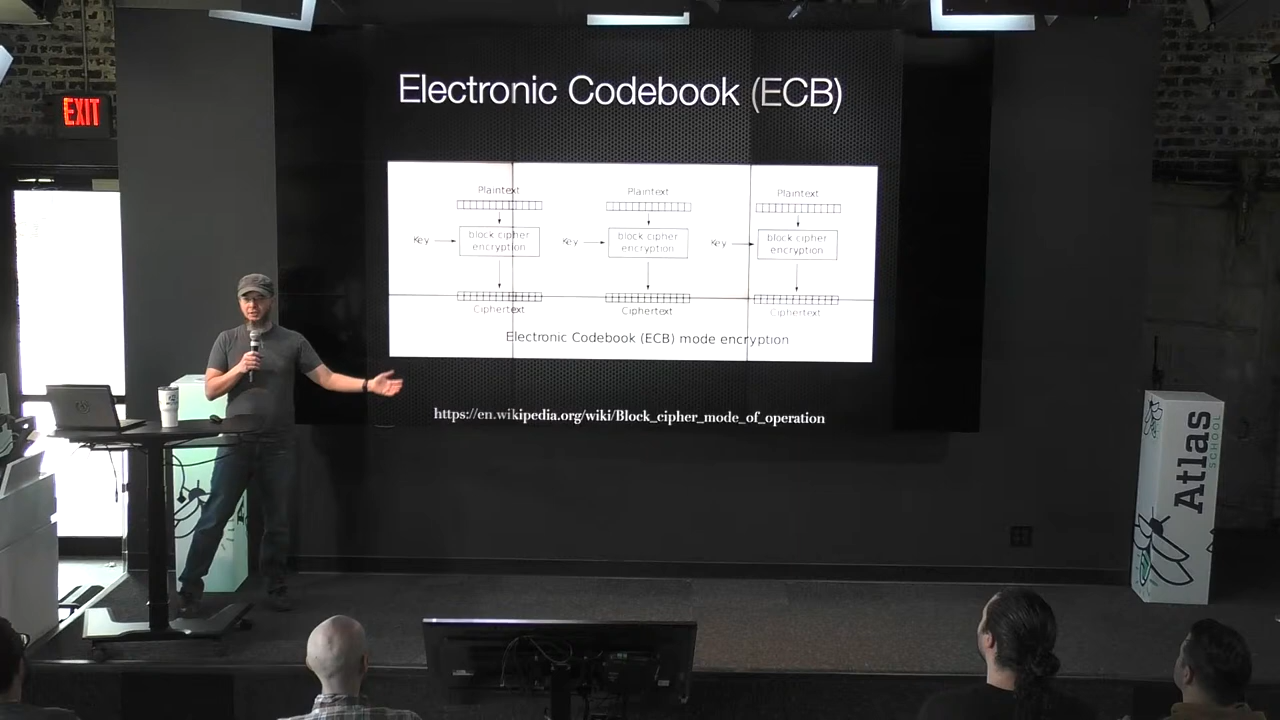 Electronic Codebook (ECB)
EXIT
Plaintext Plaintext Plaintext
Key block cipher encryption Key block cipher encryption Key block cipher encryption
Ciphertext Ciphertext Ciphertext
Electronic Codebook (ECB) mode encryption
https://en.wikipedia.org/wiki/Block_cipher_mode_of_operation
Atlas
SCHOOL